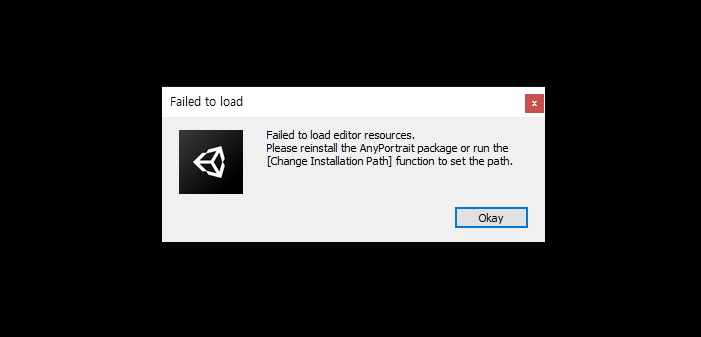 Failed to load
x
Failed to load editor resources.
Please reinstall the AnyPortrait package or run the
[Change Installation Path] function to set the path.
Okay